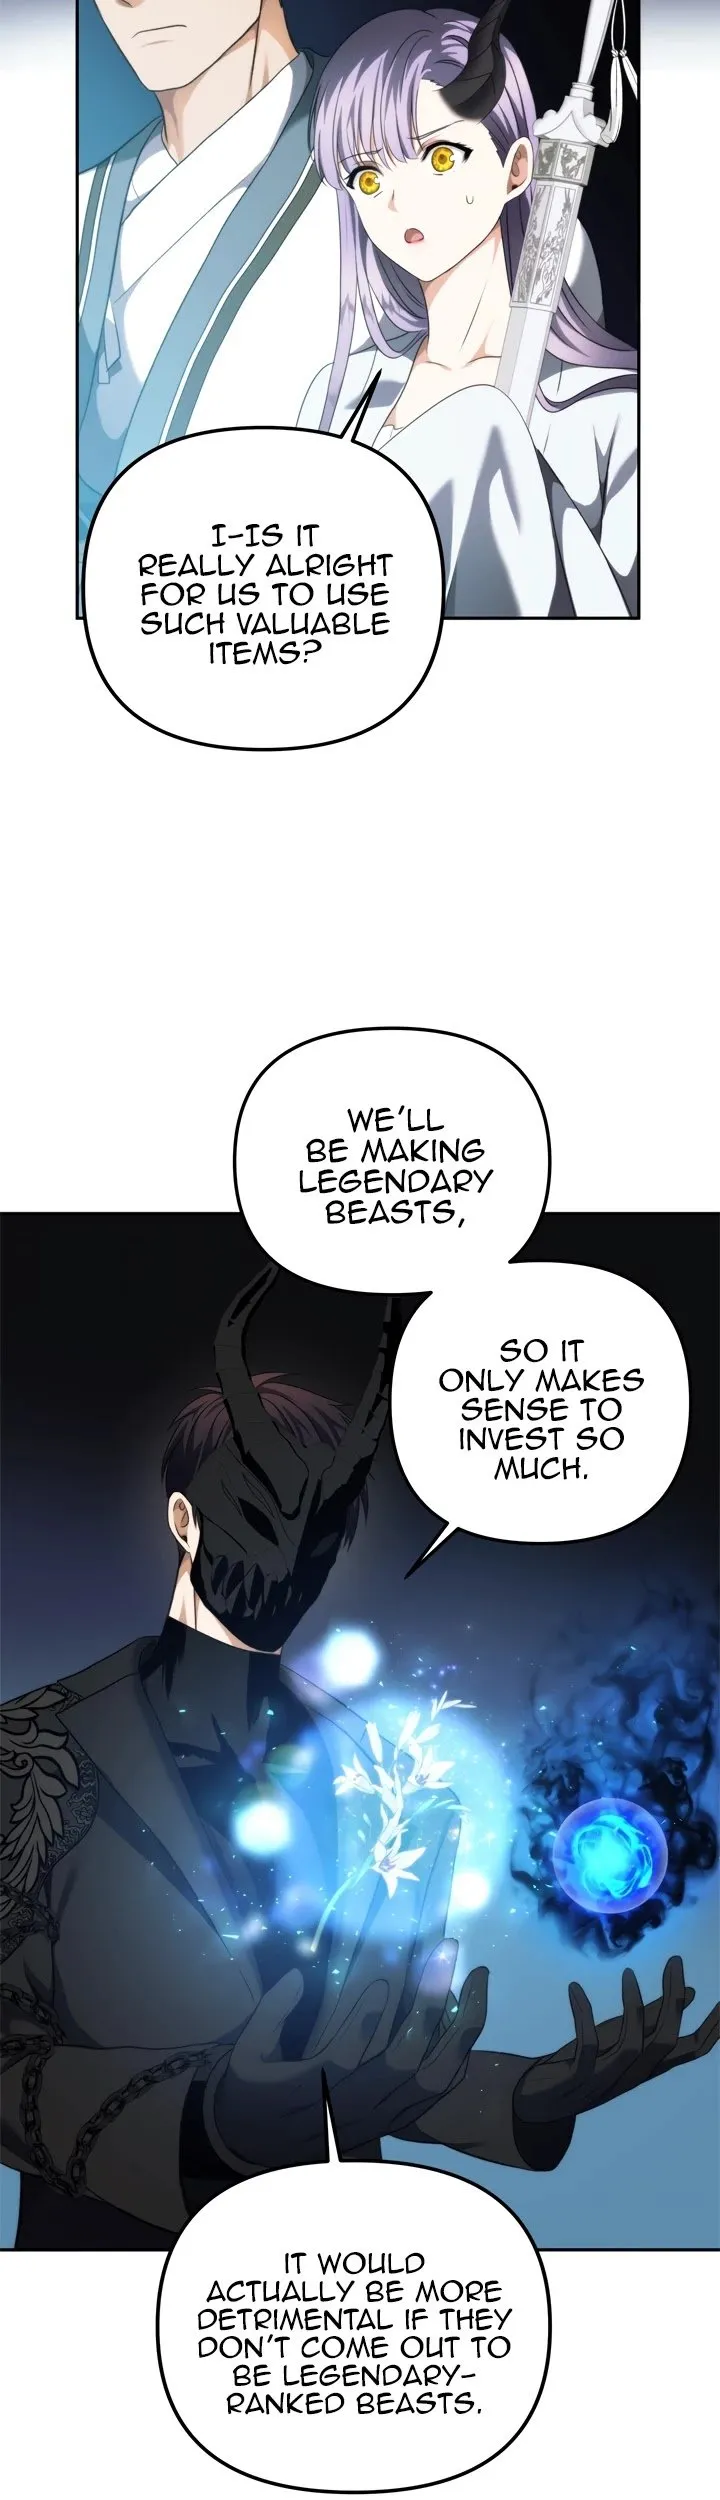 I-IS IT
REALLY ALRIGHT
FOR US TO USE
SUCH VALUABLE
ITEMS?
WE'LL
BE MAKING
LEGENDARY
BEASTS,
SO IT
ONLY MAKES
SENSE TO
INVEST SO
MUCH.
IT WOULD
ACTUALLY BE MORE
DETRIMENTAL IF THEY
DON'T COME OUT TO
BE LEGENDARY-
RANKED BEASTS.